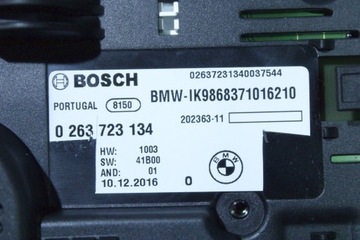 BOSCH
02637231340037544
PORTUGAL 8150
BMW-IK9868371016210
202363-11
0 263 723 134
HW: 1003
SW: 41B00
AND: 01
10.12.2016 0
BMW